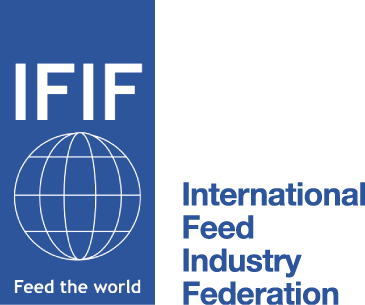 IFIF
Feed the world
International
Feed
Industry
Federation